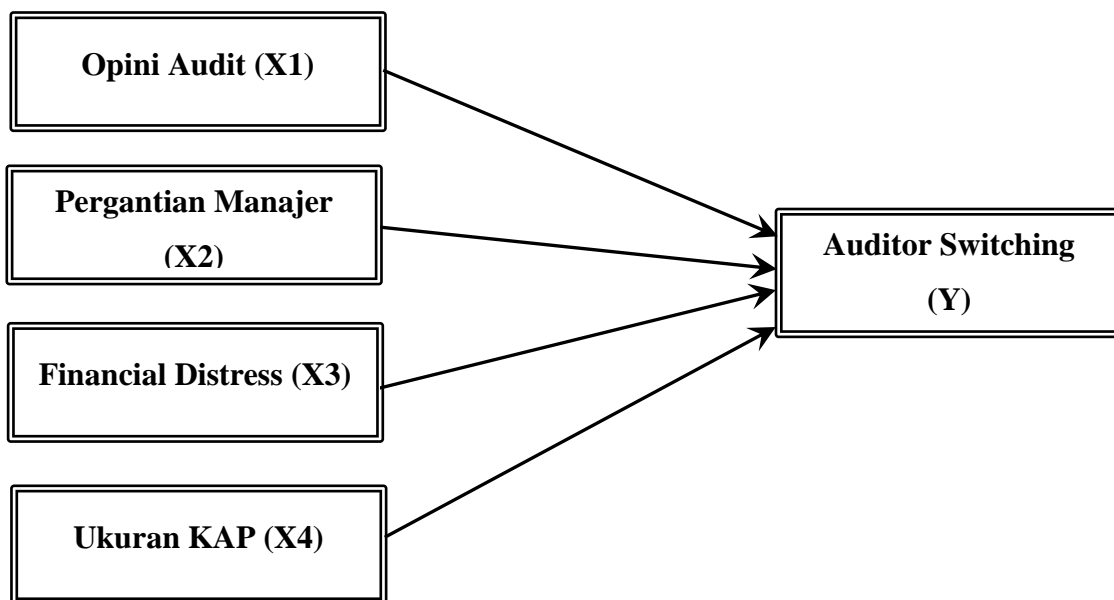 Opini Audit (X1)
Pergantian Manajer
(X2)
Auditor Switching
(Y)
Financial Distress (X3)
Ukuran KAP (X4)